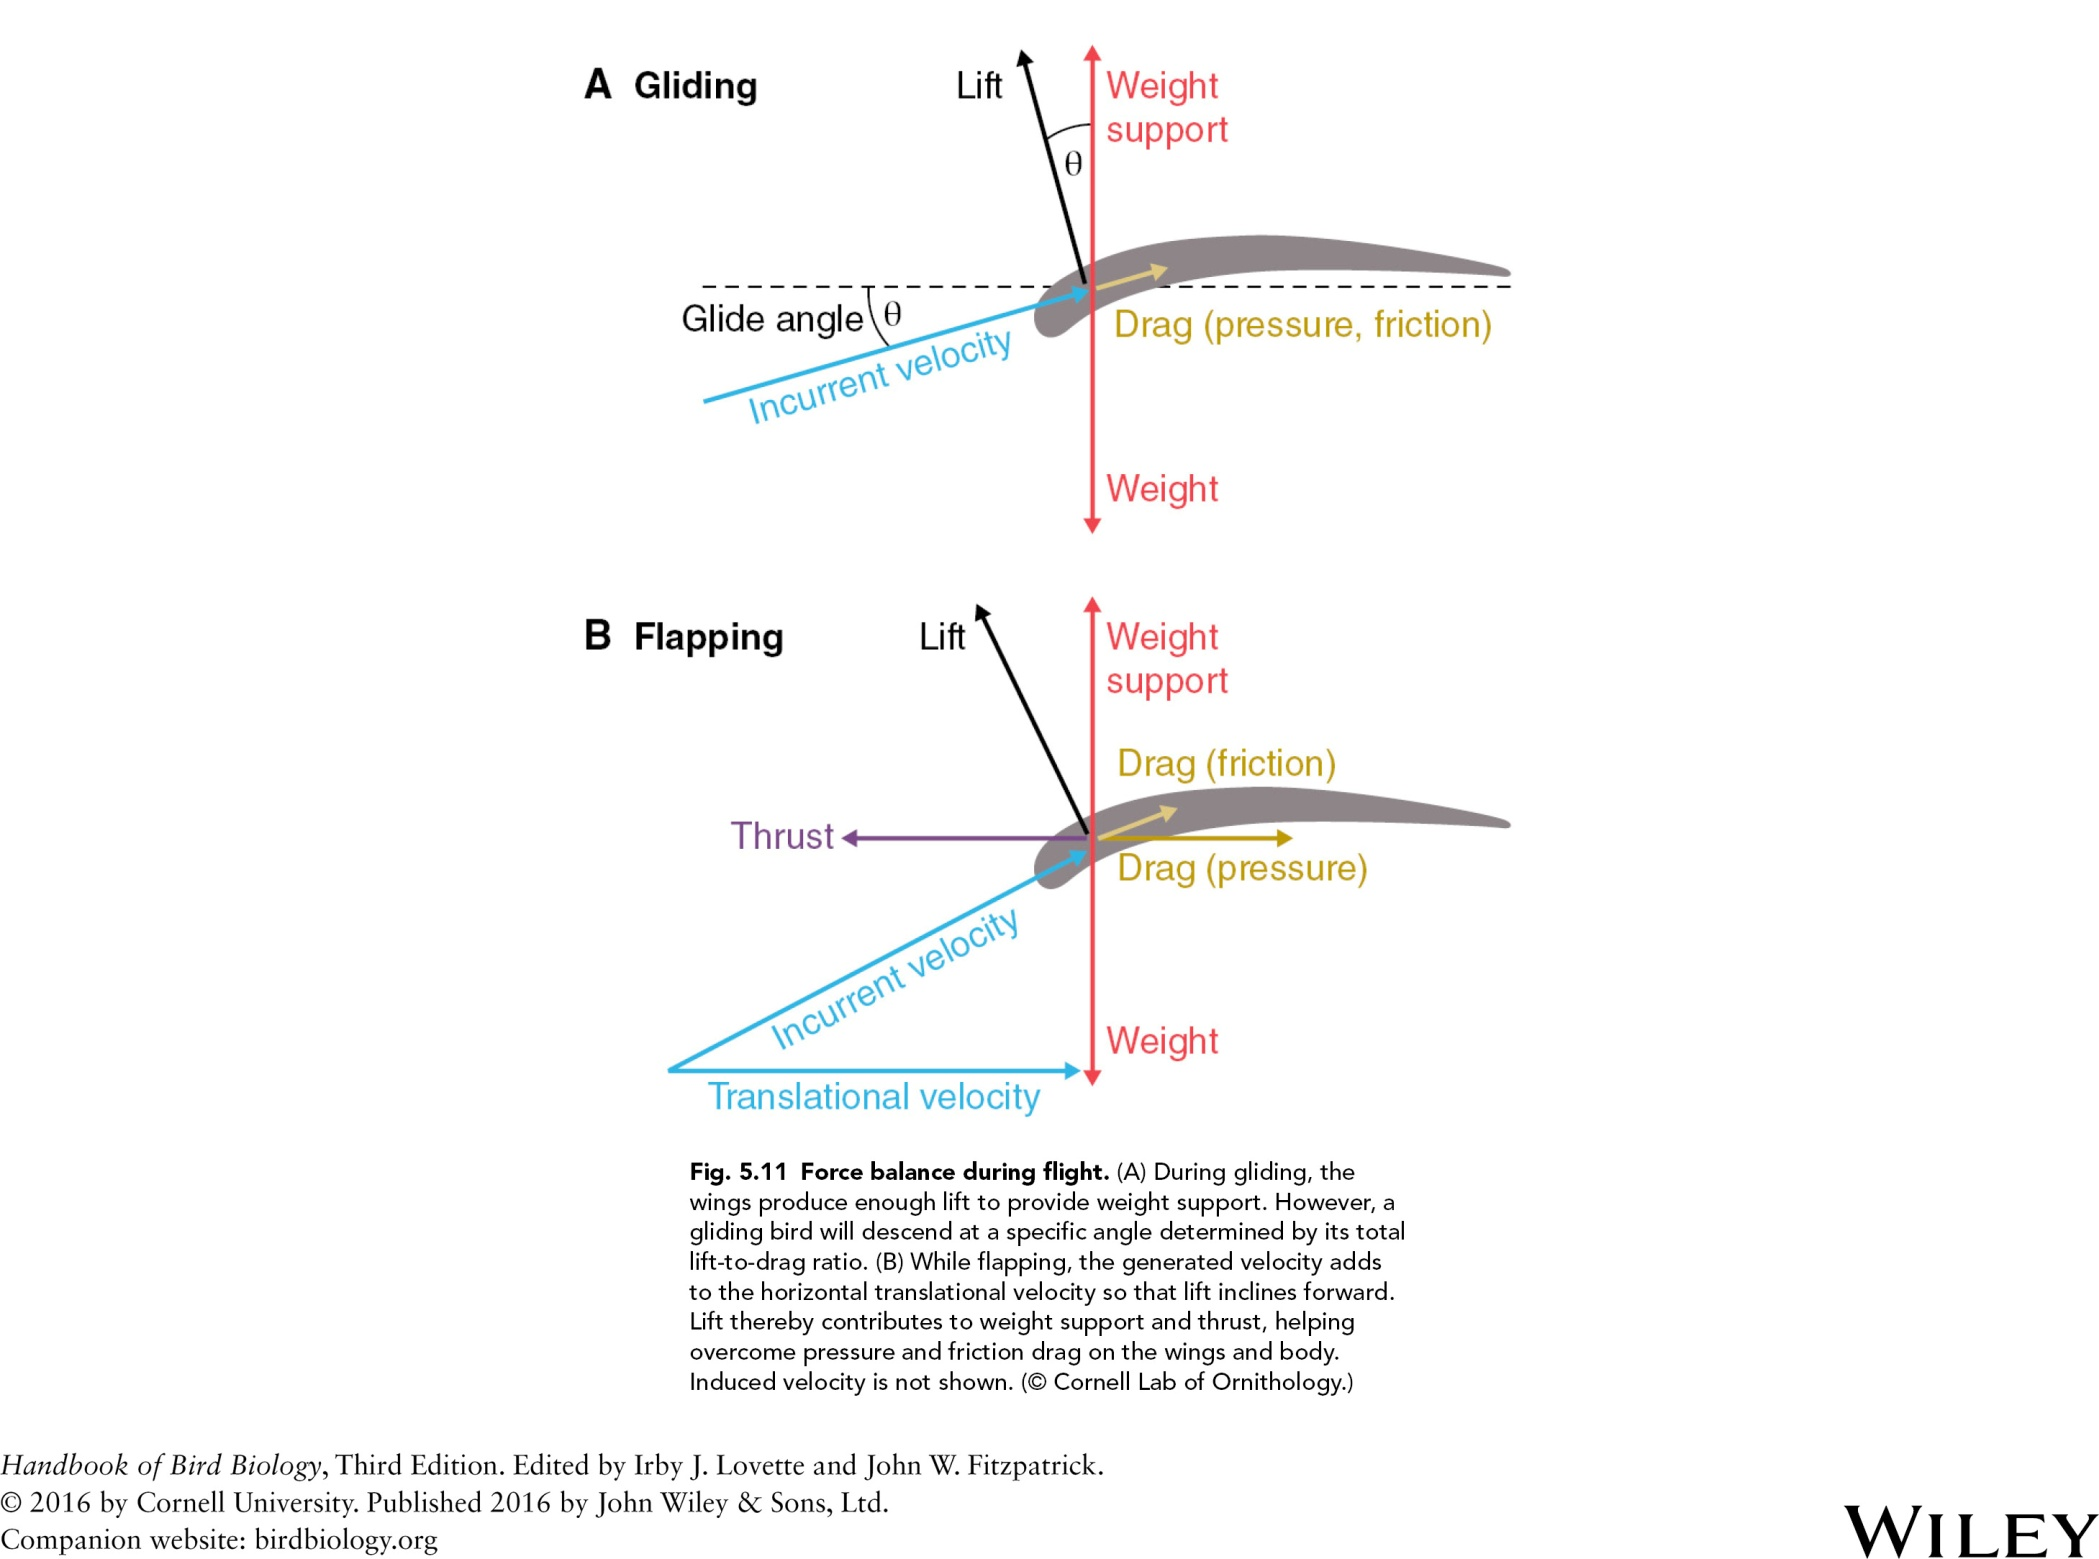 A Gliding
Lift
Weight
support
θ
Glide angle
θ
Incurrent velocity
Drag (pressure, friction)
Weight
B Flapping
Lift
Weight
support
Drag (friction)
Thrust
Drag (pressure)
Incurrent velocity
Weight
Translational velocity
Fig. 5.11 Force balance during flight. (A) During gliding, the
wings produce enough lift to provide weight support. However, a
gliding bird will descend at a specific angle determined by its total
lift-to-drag ratio. (B) While flapping, the generated velocity adds
to the horizontal translational velocity so that lift inclines forward.
Lift thereby contributes to weight support and thrust, helping
overcome pressure and friction drag on the wings and body.
Induced velocity is not shown. (© Cornell Lab of Ornithology.)
Handbook of Bird Biology, Third Edition. Edited by Irby J. Lovette and John W. Fitzpatrick.
© 2016 by Cornell University. Published 2016 by John Wiley & Sons, Ltd.
Companion website: birdbiology.org
WILEY